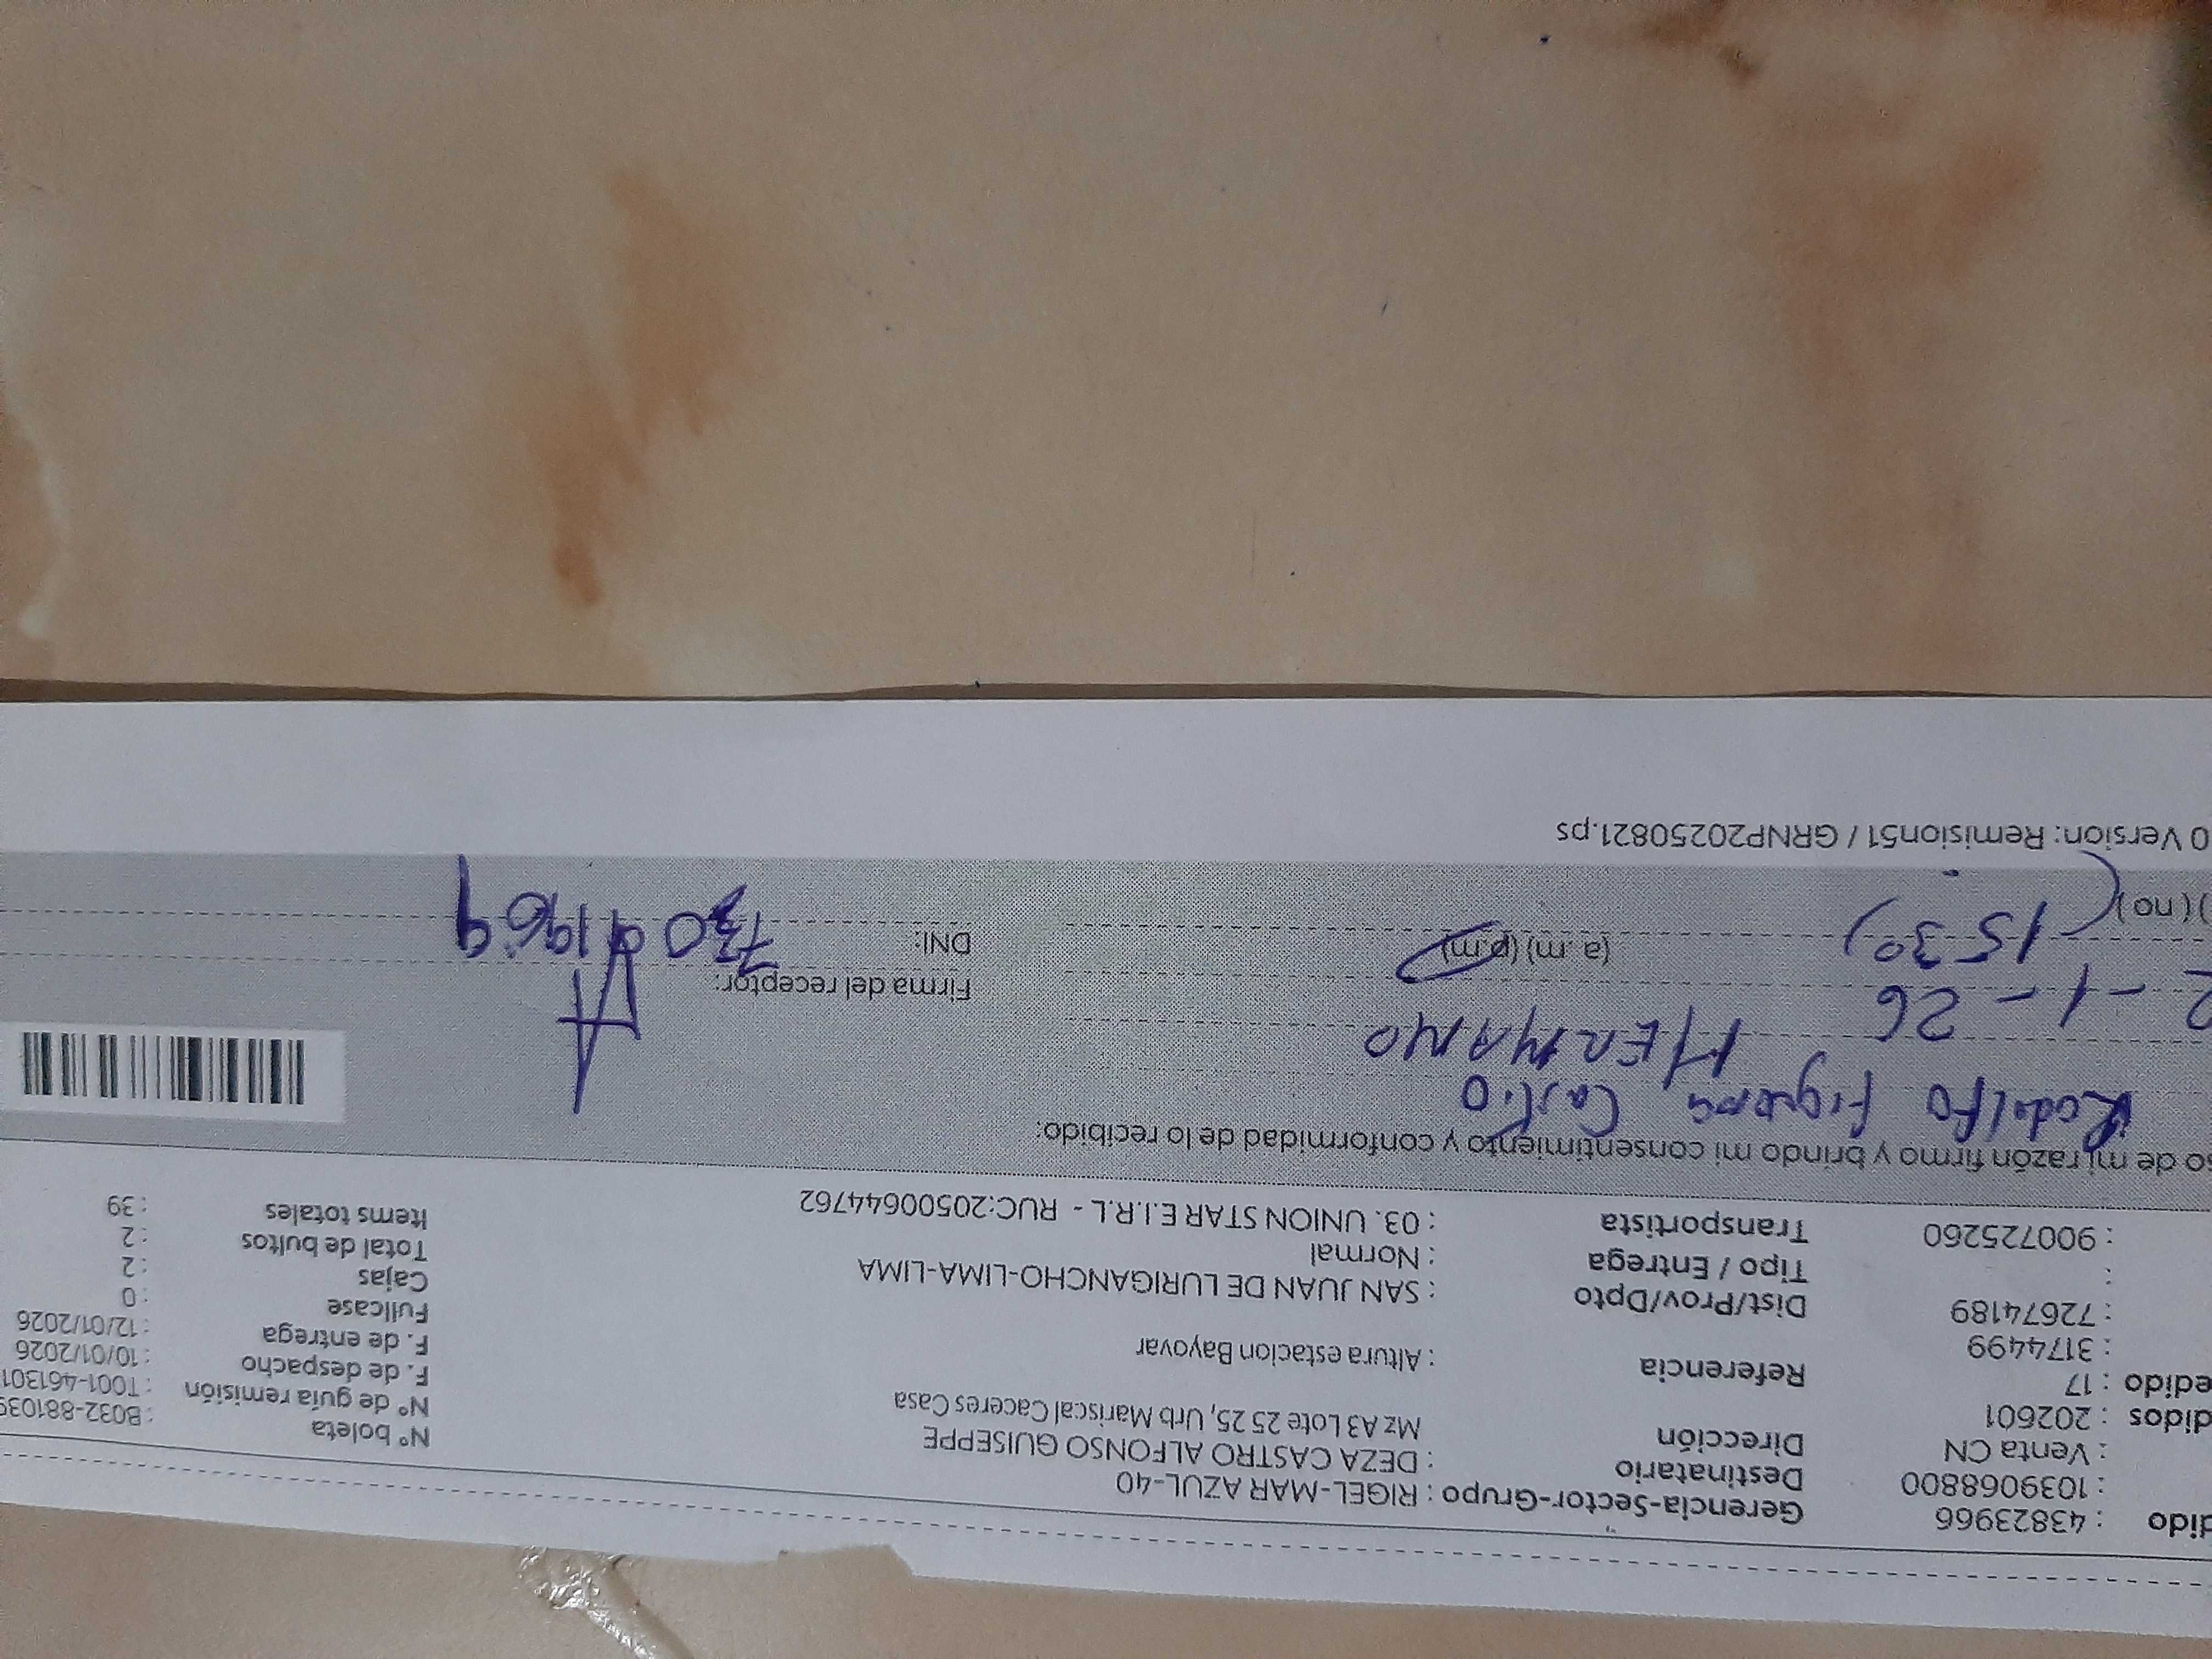 dido : 43823966 Gerencia-Sector-Grupo : RIGEL-MAR AZUL-40
: 1039068800 Destinatario : DEZA CASTRO ALFONSO GUISEPPE Nº boleta : B032-881039
: Venta CN Dirección Mz A3 Lote 25 25, Urb Mariscal Caceres Casa Nº de guía remisión : T001-461301
didos : 202601 F. de despacho : 10/01/2026
edido : 17 Referencia : Altura estacion Bayovar F. de entrega : 12/01/2026
: 3174499 Fullcase : 0
: 72674189 Dist/Prov/Dpto : SAN JUAN DE LURIGANCHO-LIMA-LIMA Cajas : 2
: Tipo / Entrega : Normal Total de bultos : 2
: 900725260 Transportista : 03. UNION STAR E.I.R.L - RUC:20500644762 Items totales : 39
so de mi razón firmo y brindo mi consentimiento y conformidad de lo recibido:
Rodolfo Figueroa Castro
HERMANO
2-1-26 Firma del receptor:
(1530) (a.m) (p.m) DNI:
) (no)
0 Version: Remision51 / GRNP20250821.ps